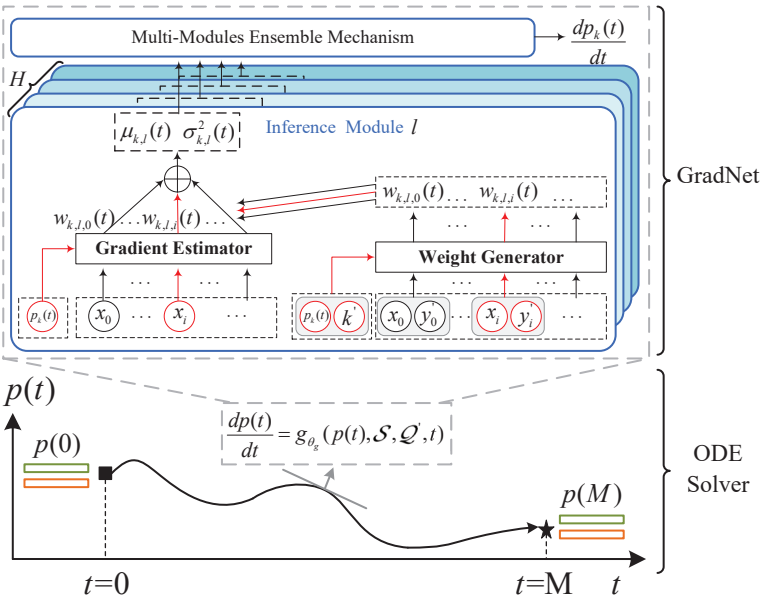 Multi-Modules Ensemble Mechanism
dp_k(t)
dt
H
μ_{k,l}(t) σ²_{k,l}(t)
Inference Module l
GradNet
w_{k,l,0}(t) ... w_{k,l,i}(t) ...
w_{k,l,0}(t)... w_{k,l,i}(t) ...
Gradient Estimator
Weight Generator
... ...
... ...
p_k(t) x_0 ... x_i ...
p_k(t) k' x_0 y'_0 ... x_i y'_i ...
p(t)
dp(t)
dt
= g_{θ_g}(p(t), 𝒮, 𝒬', t)
p(0)
p(M)
ODE
Solver
t=0
t=M
t